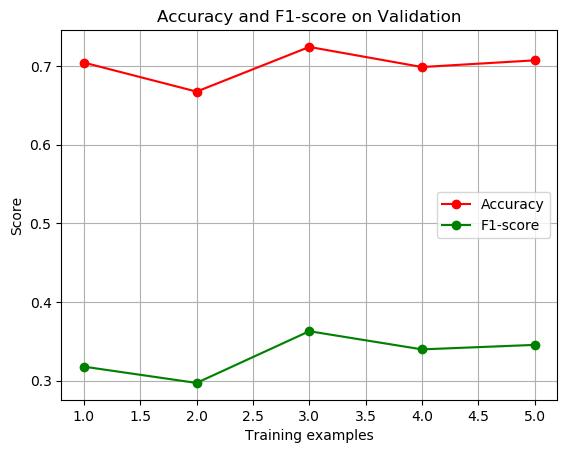 Accuracy and F1-score on Validation
0.7
0.6
0.5
0.4
0.3
Score
Accuracy
F1-score
1.0 1.5 2.0 2.5 3.0 3.5 4.0 4.5 5.0
Training examples